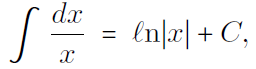 ∫ dx/x = ℓn|x| + C,